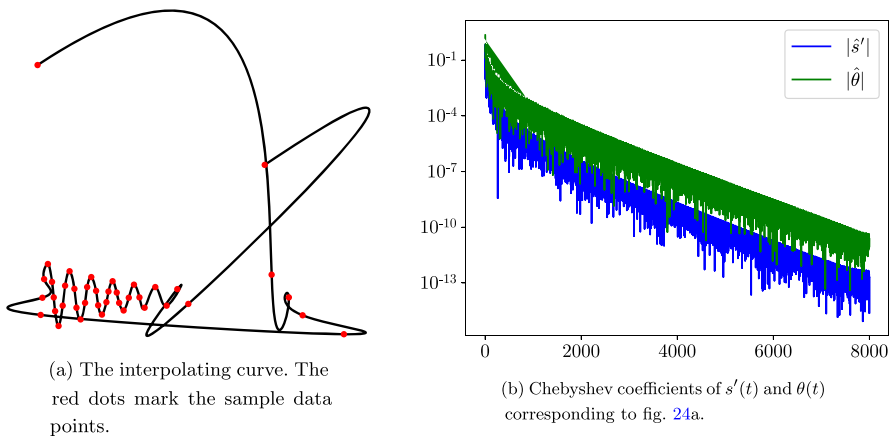 10^-1
10^-4
10^-7
10^-10
10^-13
|ŝ′|
|θ̂|
0 2000 4000 6000 8000
(a) The interpolating curve. The
red dots mark the sample data
points.
(b) Chebyshev coefficients of s′(t) and θ(t)
corresponding to fig. 24a.